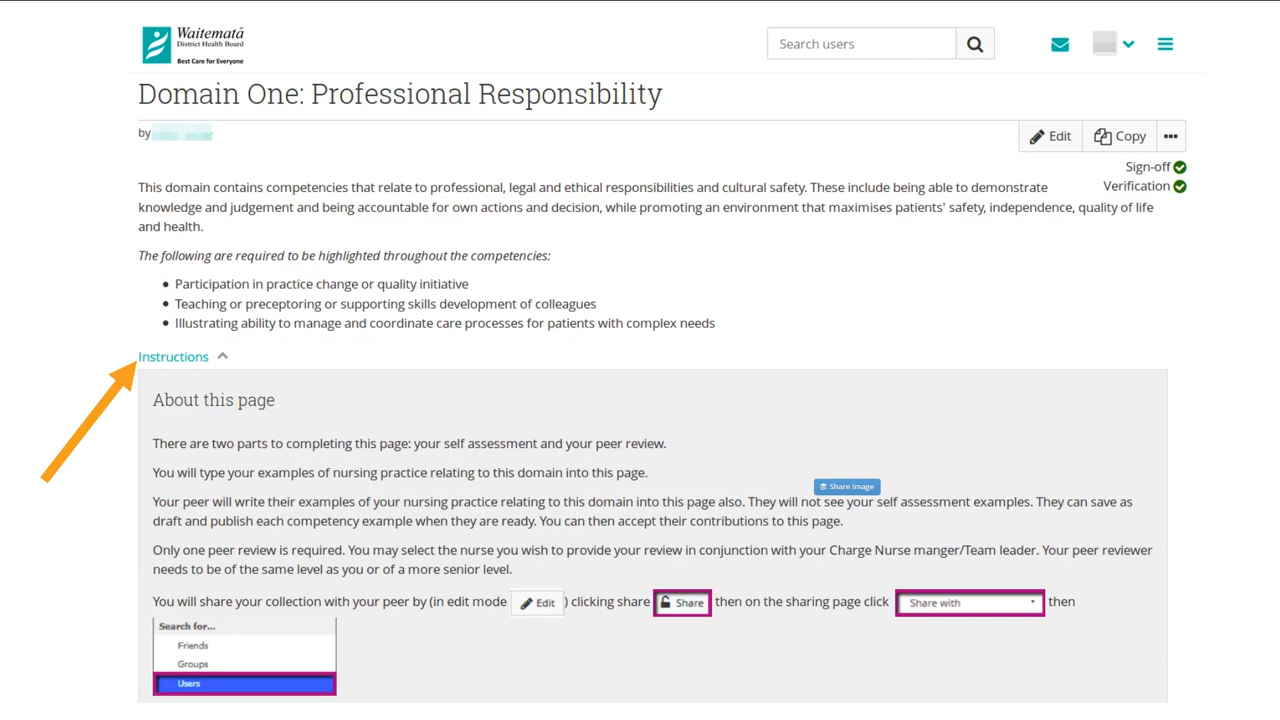 Waitematā
District Health Board
Best Care for Everyone
Search users
Domain One: Professional Responsibility
by
Edit
Copy
Sign-off
Verification
This domain contains competencies that relate to professional, legal and ethical responsibilities and cultural safety. These include being able to demonstrate
knowledge and judgement and being accountable for own actions and decision, while promoting an environment that maximises patients' safety, independence, quality of life
and health.
The following are required to be highlighted throughout the competencies:
• Participation in practice change or quality initiative
• Teaching or preceptoring or supporting skills development of colleagues
• Illustrating ability to manage and coordinate care processes for patients with complex needs
Instructions
About this page
There are two parts to completing this page: your self assessment and your peer review.
You will type your examples of nursing practice relating to this domain into this page.
Share Image
Your peer will write their examples of your nursing practice relating to this domain into this page also. They will not see your self assessment examples. They can save as
draft and publish each competency example when they are ready. You can then accept their contributions to this page.
Only one peer review is required. You may select the nurse you wish to provide your review in conjunction with your Charge Nurse manger/Team leader. Your peer reviewer
needs to be of the same level as you or of a more senior level.
You will share your collection with your peer by (in edit mode Edit ) clicking share Share then on the sharing page click Share with then
Search for...
Friends
Groups
Users